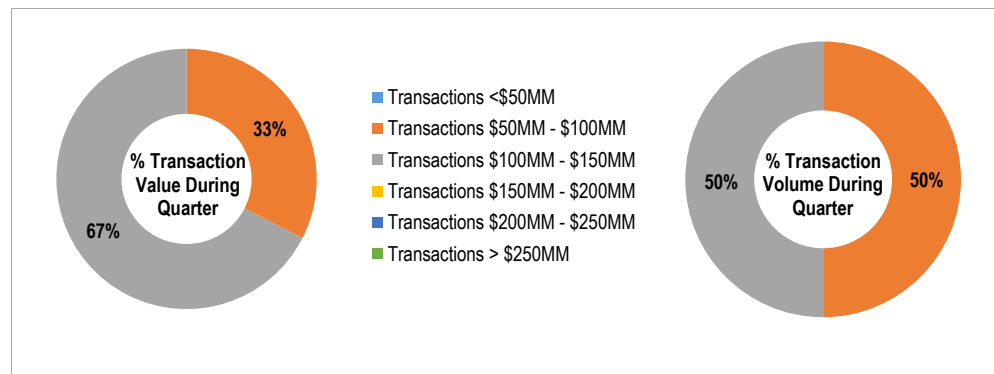 33%
67%
% Transaction
Value During
Quarter
Transactions <$50MM
Transactions $50MM - $100MM
Transactions $100MM - $150MM
Transactions $150MM - $200MM
Transactions $200MM - $250MM
Transactions > $250MM
50%
% Transaction
Volume During
Quarter
50%